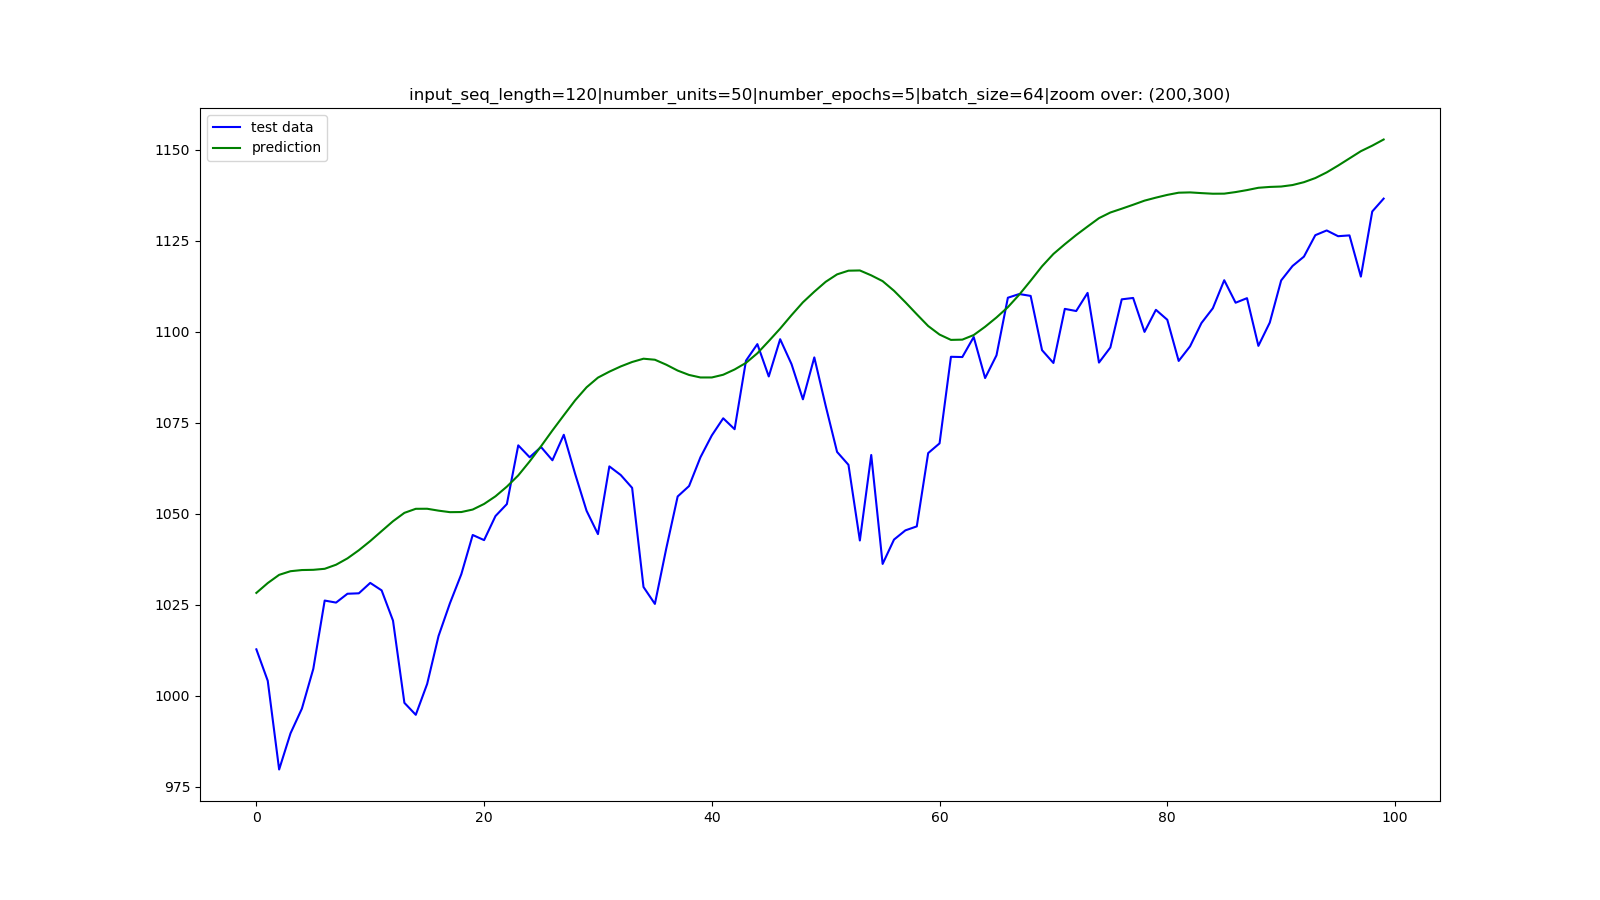 input_seq_length=120|number_units=50|number_epochs=5|batch_size=64|zoom over: (200,300)
test data
prediction
1150
1125
1100
1075
1050
1025
1000
975
0 20 40 60 80 100